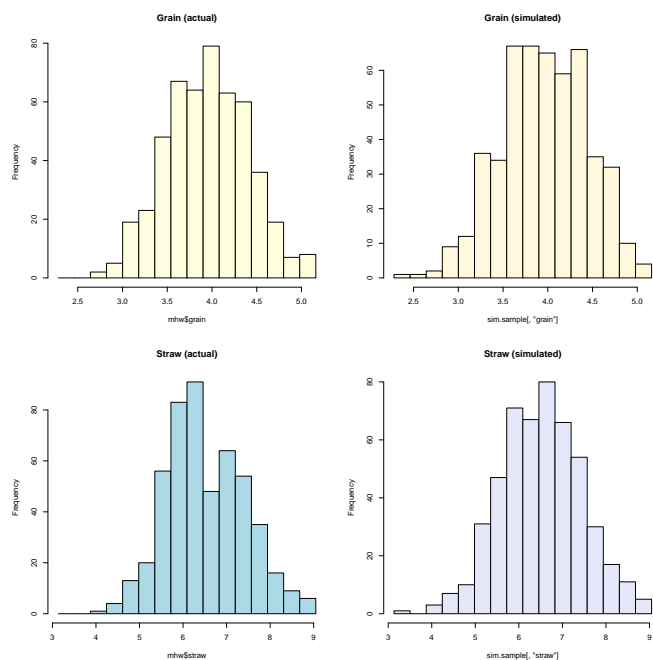 Grain (actual)
Frequency
0 20 40 60 80
2.5 3.0 3.5 4.0 4.5 5.0
mhw$grain
Grain (simulated)
Frequency
0 10 20 30 40 50 60
2.5 3.0 3.5 4.0 4.5 5.0
sim.sample[, "grain"]
Straw (actual)
Frequency
0 20 40 60 80
3 4 5 6 7 8 9
mhw$straw
Straw (simulated)
Frequency
0 20 40 60 80
3 4 5 6 7 8 9
sim.sample[, "straw"]